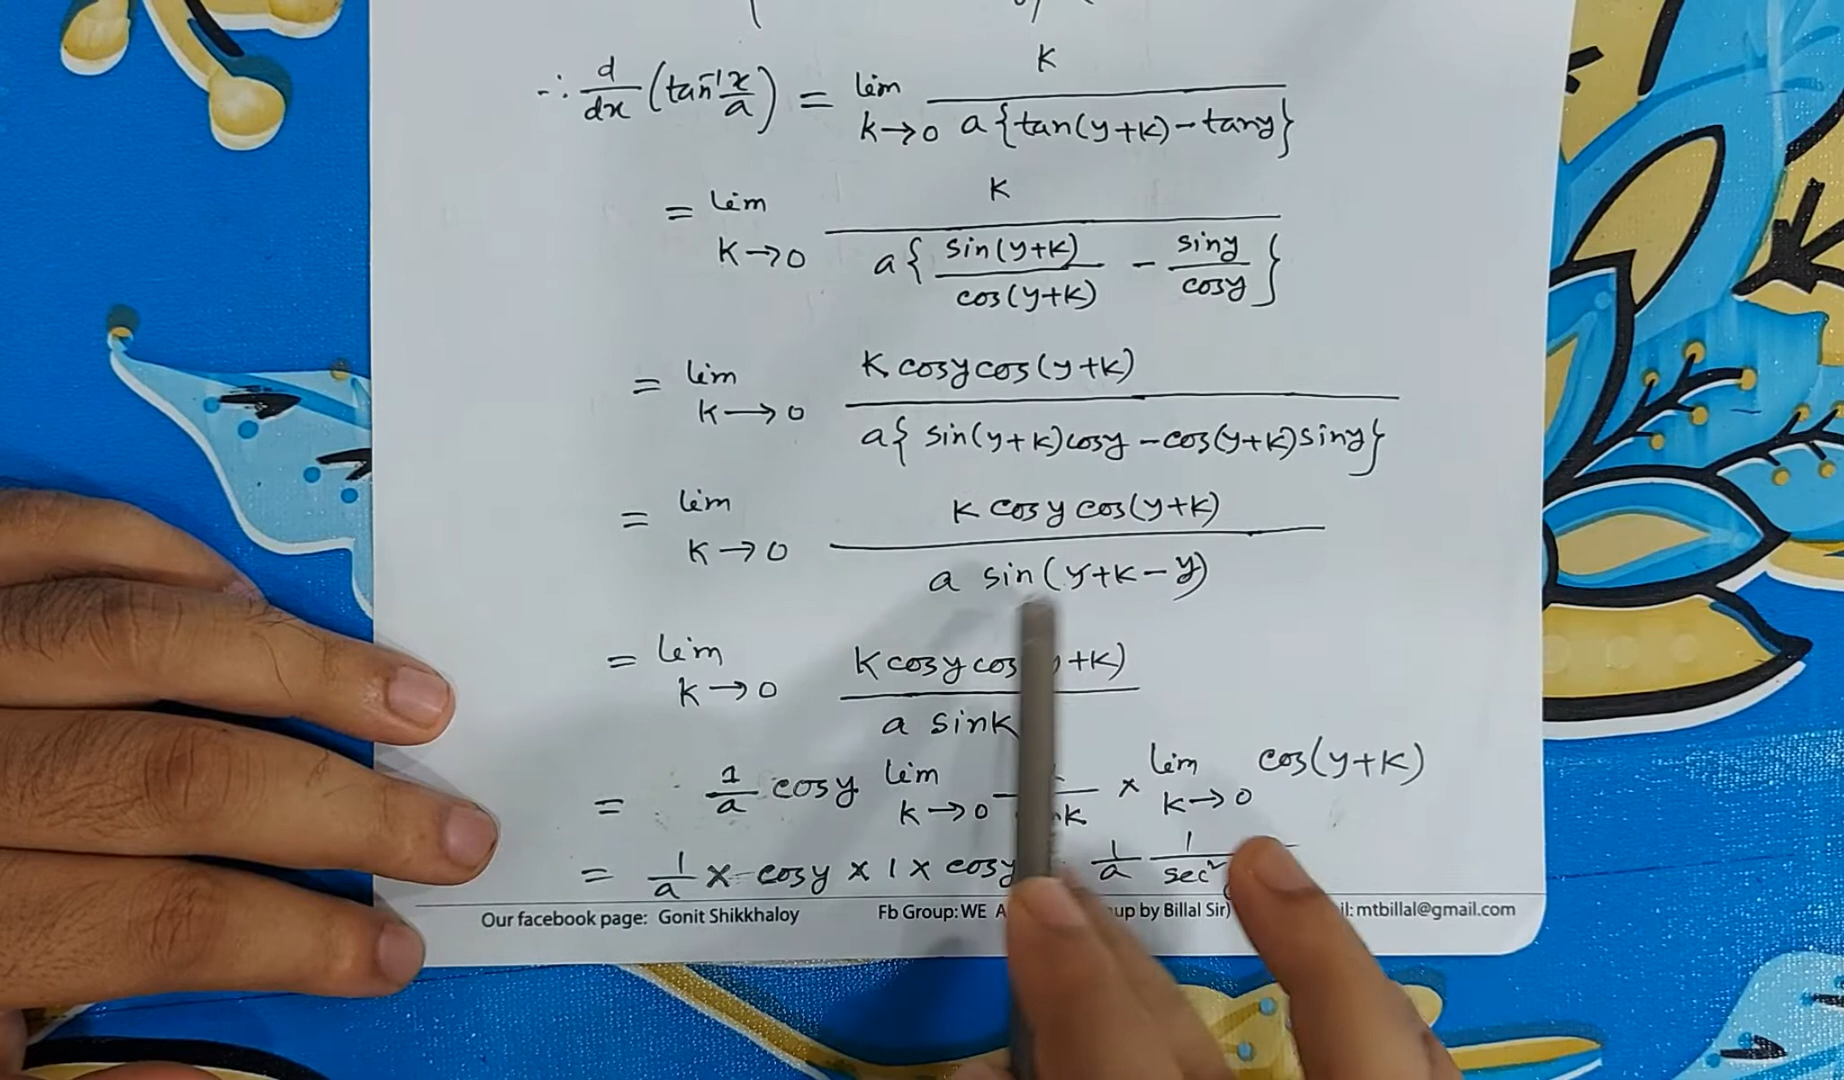 ∴ d/dx (tan⁻¹ x/a) = lim k→0 k / a{tan(y+k)-tany}
= lim k→0 k / a{ sin(y+k)/cos(y+k) - siny/cosy }
= lim k→0 k cosy cos(y+k) / a{ sin(y+k)cosy - cos(y+k)siny}
= lim k→0 k cosy cos(y+k) / a sin(y+k-y)
= lim k→0 k cosy cos +k) / a sink
= 1/a cosy lim k→0 k × lim k→0 cos(y+k)
= 1/a × cosy × 1 × cosy 1/a 1/sec²
Our facebook page: Gonit Shikkhaloy Fb Group: WE by Billal Sir) mtbillal@gmail.com